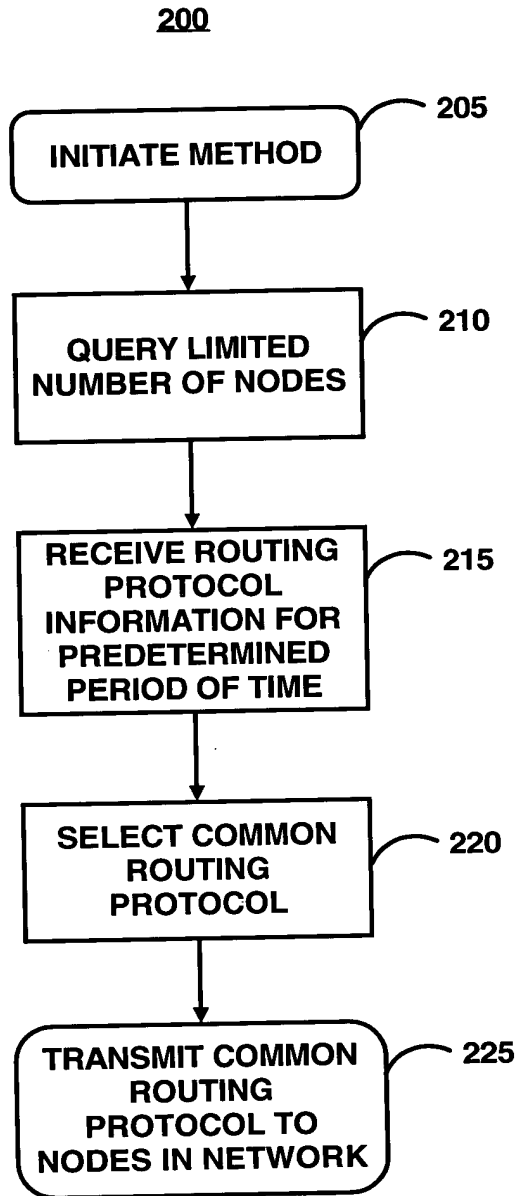 200
INITIATE METHOD
205
QUERY LIMITED
NUMBER OF NODES
210
RECEIVE ROUTING
PROTOCOL
INFORMATION FOR
PREDETERMINED
PERIOD OF TIME
215
SELECT COMMON
ROUTING
PROTOCOL
220
TRANSMIT COMMON
ROUTING
PROTOCOL TO
NODES IN NETWORK
225